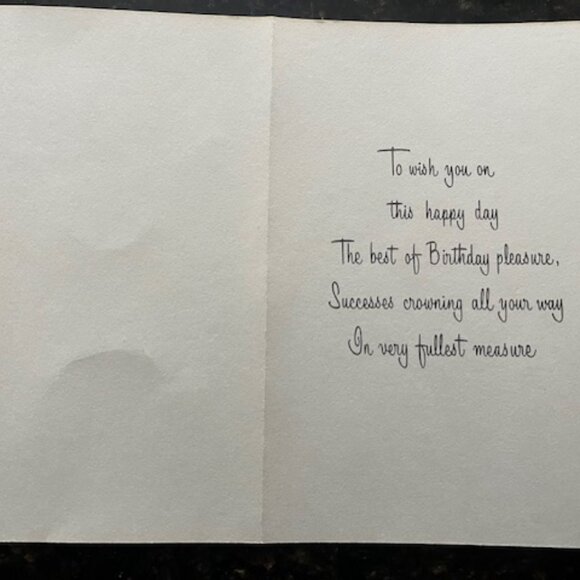 To wish you on
this happy day
The best of Birthday pleasure,
Successes crowning all your way
In very fullest measure